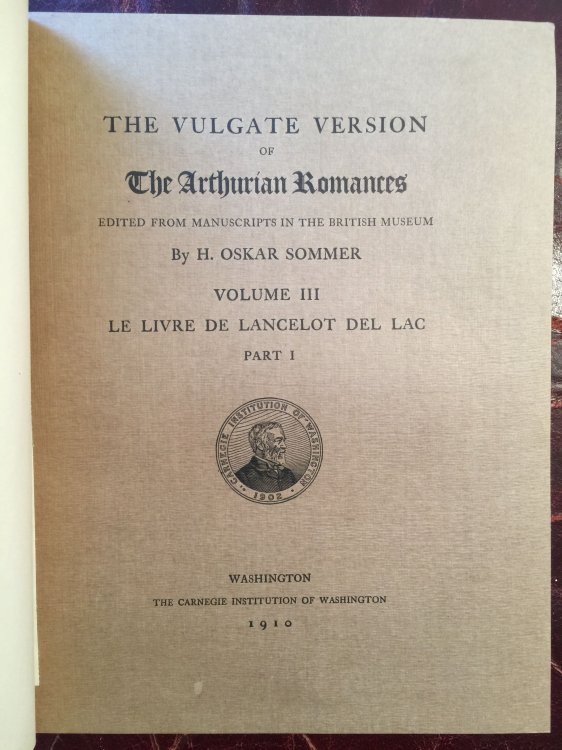 THE VULGATE VERSION
OF
The Arthurian Romances
EDITED FROM MANUSCRIPTS IN THE BRITISH MUSEUM
By H. OSKAR SOMMER
VOLUME III
LE LIVRE DE LANCELOT DEL LAC
PART I
CARNEGIE INSTITUTION OF WASHINGTON
1902
WASHINGTON
THE CARNEGIE INSTITUTION OF WASHINGTON
1910